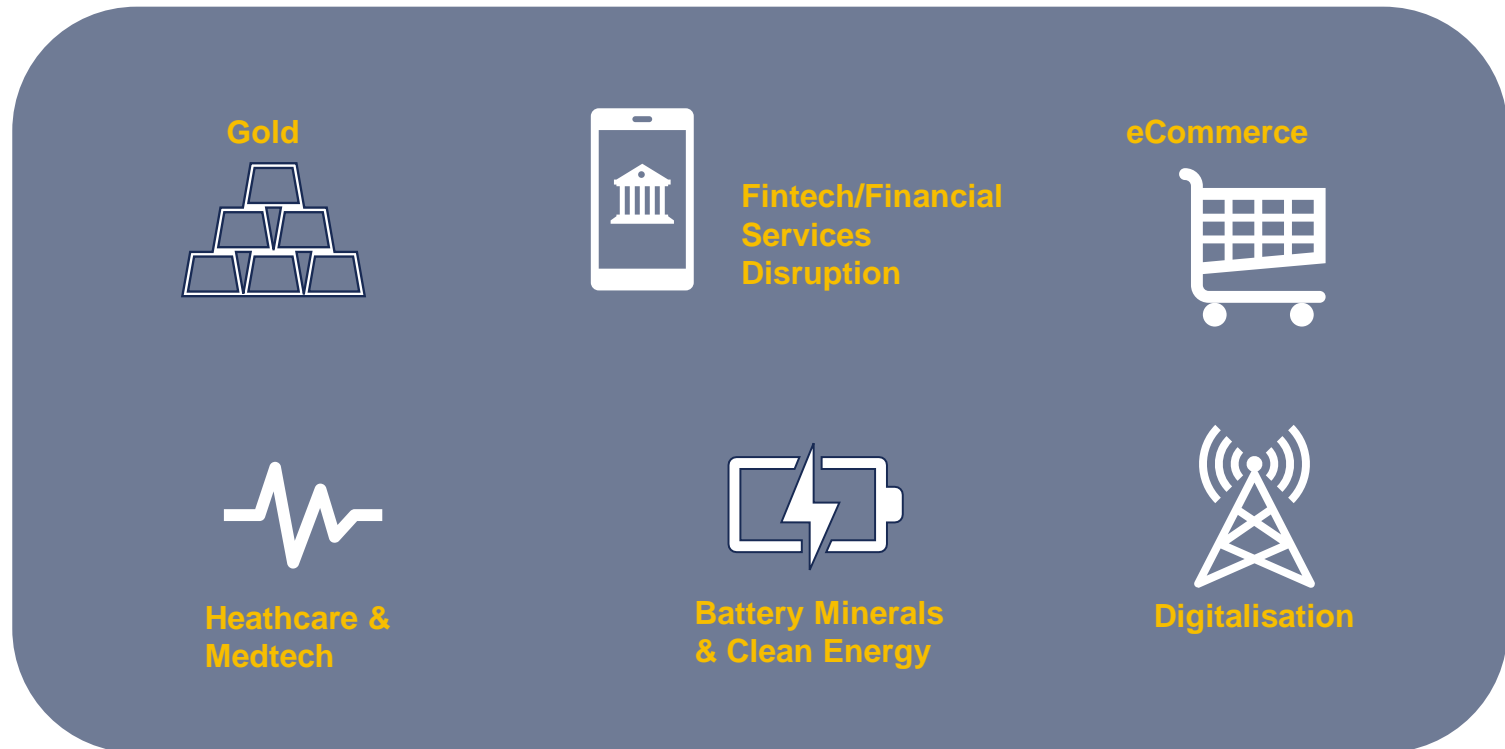 Gold
Fintech/Financial
Services
Disruption
eCommerce
Heathcare &
Medtech
Battery Minerals
& Clean Energy
Digitalisation